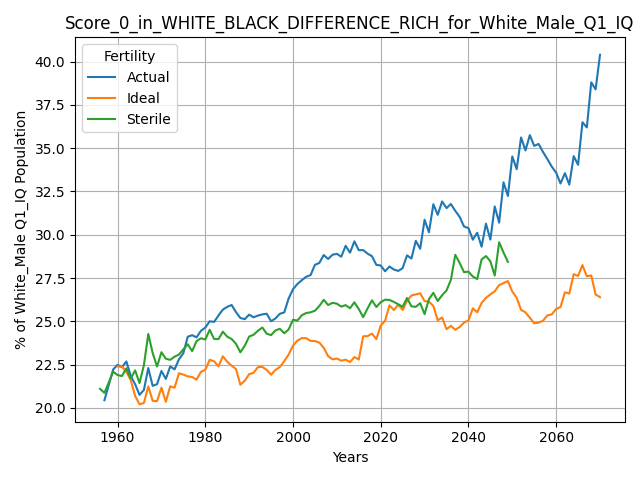 Score_0_in_WHITE_BLACK_DIFFERENCE_RICH_for_White_Male_Q1_IQ
Fertility
Actual
Ideal
Sterile
% of White_Male Q1_IQ Population
40.0
37.5
35.0
32.5
30.0
27.5
25.0
22.5
20.0
1960
1980
2000
2020
2040
2060
Years